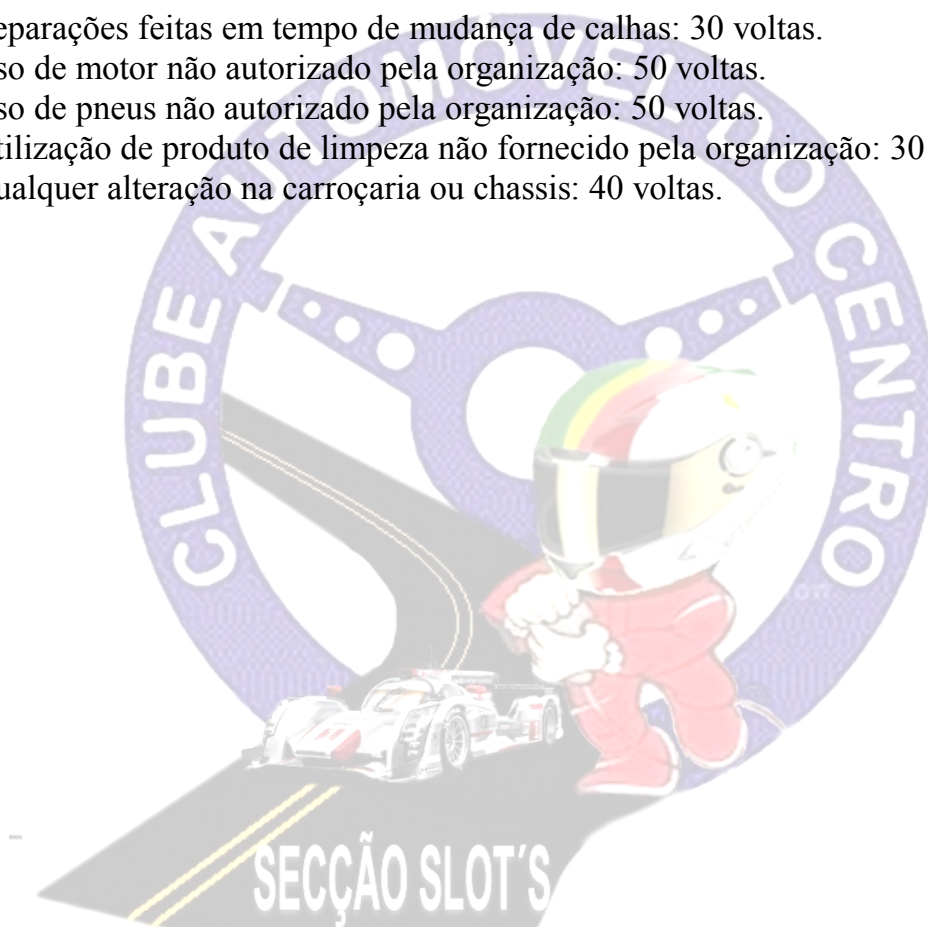 eparações feitas em tempo de mudança de calhas: 30 voltas.
so de motor não autorizado pela organização: 50 voltas.
so de pneus não autorizado pela organização: 50 voltas.
tilização de produto de limpeza não fornecido pela organização: 30
ualquer alteração na carroçaria ou chassis: 40 voltas.
CLUBE AUTOMÓVEL DO CENTRO
SECÇÃO SLOT´S